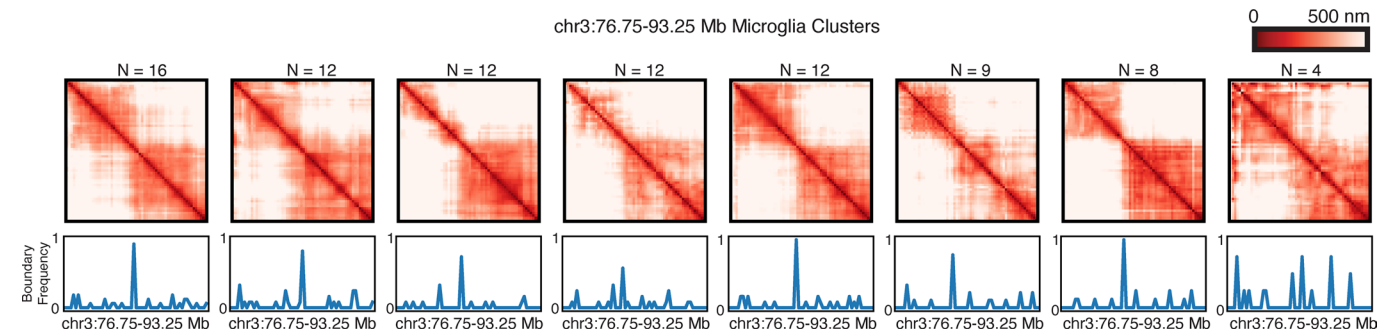 chr3:76.75-93.25 Mb Microglia Clusters
0 500 nm
N = 16 N = 12 N = 12 N = 12 N = 12 N = 9 N = 8 N = 4
Boundary
Frequency
1 1 1 1 1 1 1 1
0 0 0 0 0 0 0 0
chr3:76.75-93.25 Mb chr3:76.75-93.25 Mb chr3:76.75-93.25 Mb chr3:76.75-93.25 Mb chr3:76.75-93.25 Mb chr3:76.75-93.25 Mb chr3:76.75-93.25 Mb chr3:76.75-93.25 Mb